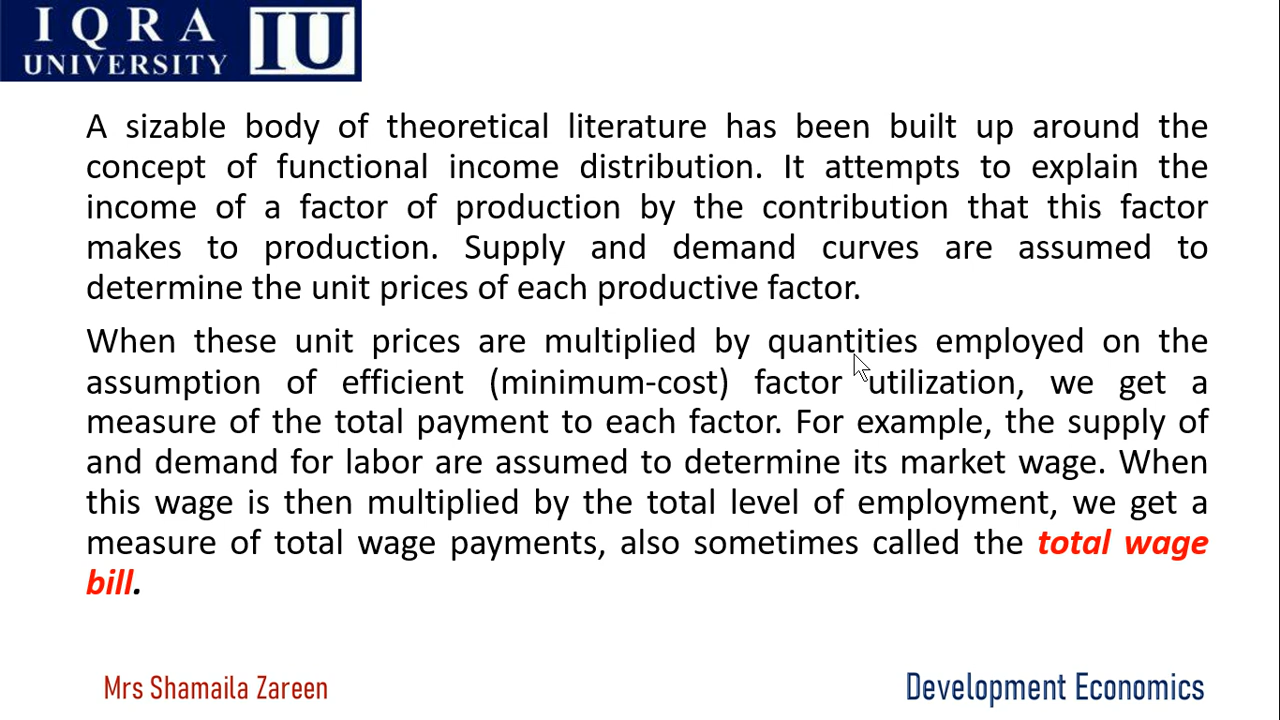 IQRA
UNIVERSITY
IU
A sizable body of theoretical literature has been built up around the
concept of functional income distribution. It attempts to explain the
income of a factor of production by the contribution that this factor
makes to production. Supply and demand curves are assumed to
determine the unit prices of each productive factor.
When these unit prices are multiplied by quantities employed on the
assumption of efficient (minimum-cost) factor utilization, we get a
measure of the total payment to each factor. For example, the supply of
and demand for labor are assumed to determine its market wage. When
this wage is then multiplied by the total level of employment, we get a
measure of total wage payments, also sometimes called the total wage
bill.
Mrs Shamaila Zareen
Development Economics